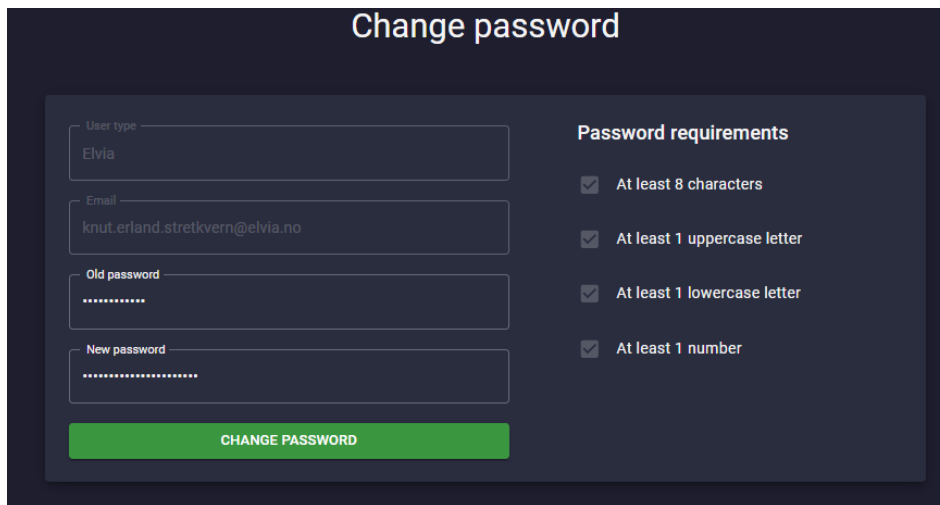 Change password
User type
Elvia
Email
knut.erland.stretkvern@elvia.no
Old password
••••••••••••
New password
••••••••••••••••••••••
CHANGE PASSWORD
Password requirements
At least 8 characters
At least 1 uppercase letter
At least 1 lowercase letter
At least 1 number